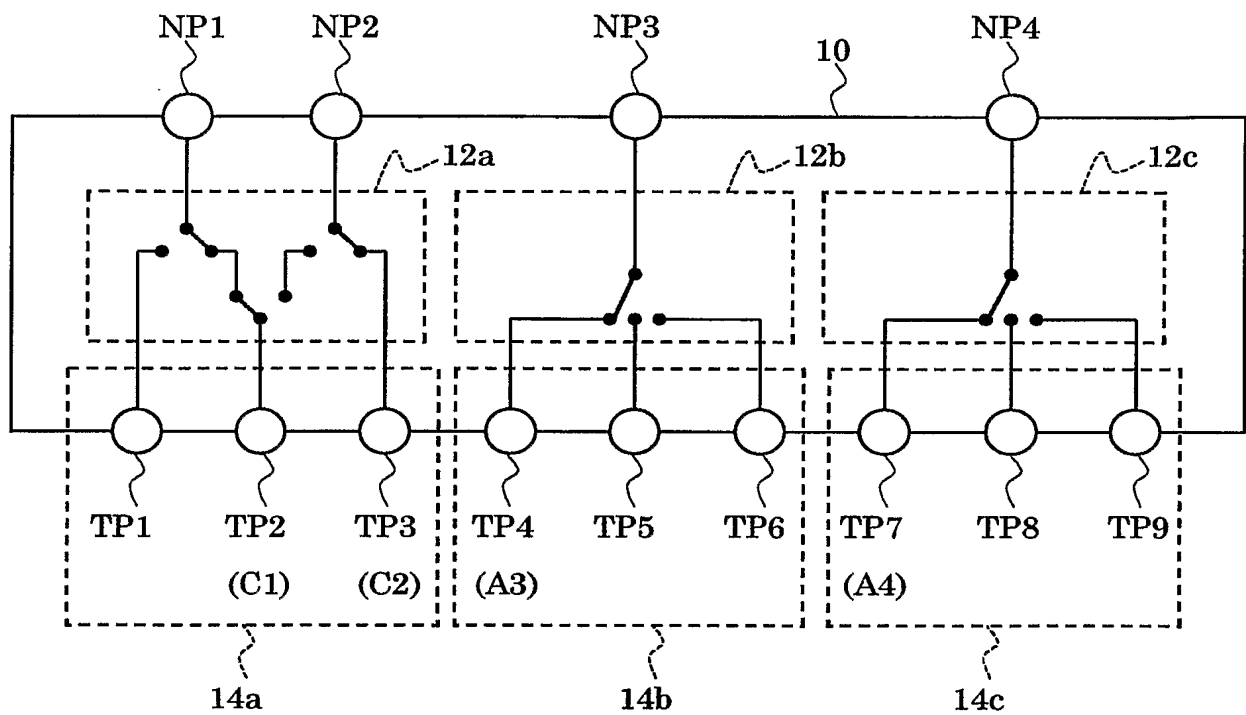 NP1 NP2 NP3 10 NP4
12a 12b 12c
TP1 TP2 TP3 TP4 TP5 TP6 TP7 TP8 TP9
(C1) (C2) (A3) (A4)
14a 14b 14c